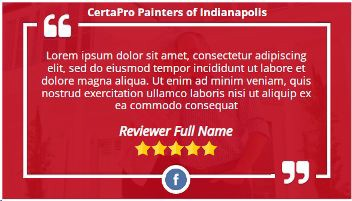 CertaPro Painters of Indianapolis
Lorem ipsum dolor sit amet, consectetur adipiscing
elit, sed do eiusmod tempor incididunt ut labore et
dolore magna aliqua. Ut enim ad minim veniam, quis
nostrud exercitation ullamco laboris nisi ut aliquip ex
ea commodo consequat
Reviewer Full Name
f